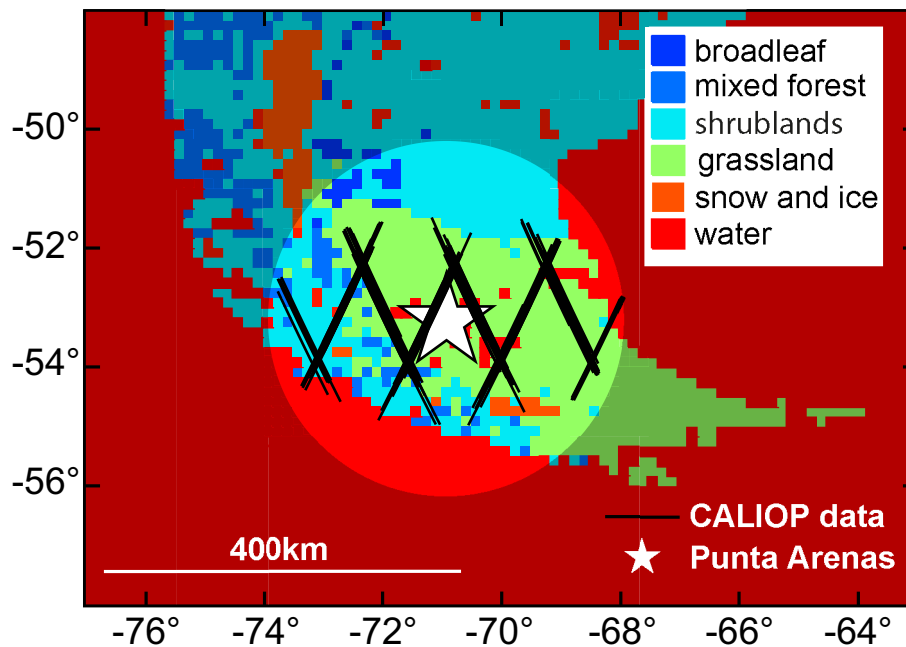 broadleaf
mixed forest
shrublands
grassland
snow and ice
water
-50°
-52°
-54°
-56°
CALIOP data
400km
Punta Arenas
-76°
-74°
-72°
-70°
-68°
-66°
-64°